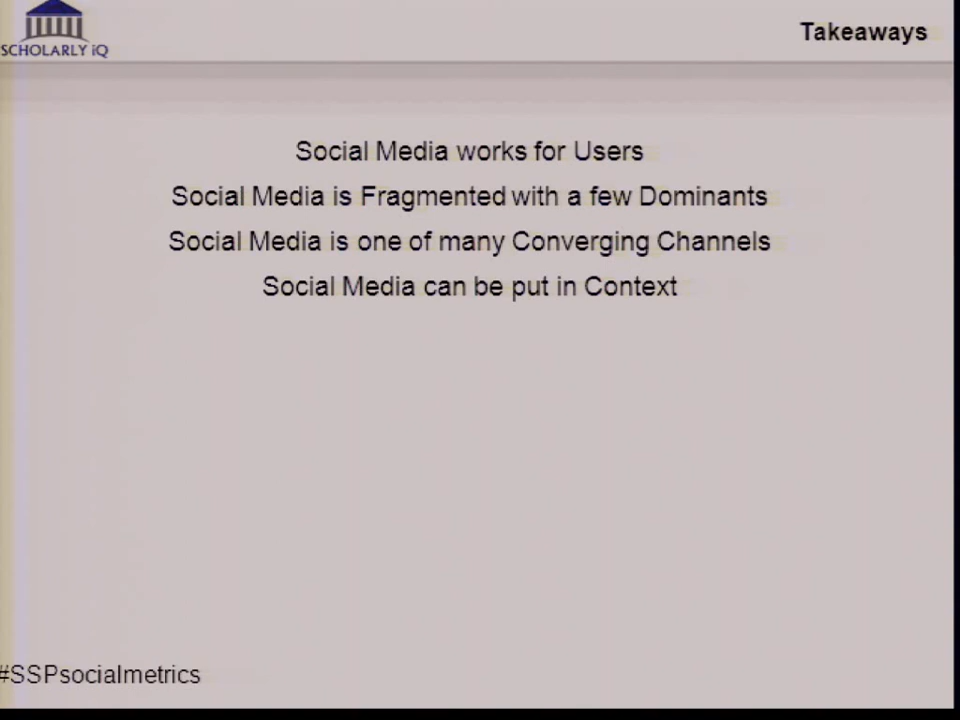 SCHOLARLY iQ
Takeaways
Social Media works for Users
Social Media is Fragmented with a few Dominants
Social Media is one of many Converging Channels
Social Media can be put in Context
#SSPsocialmetrics